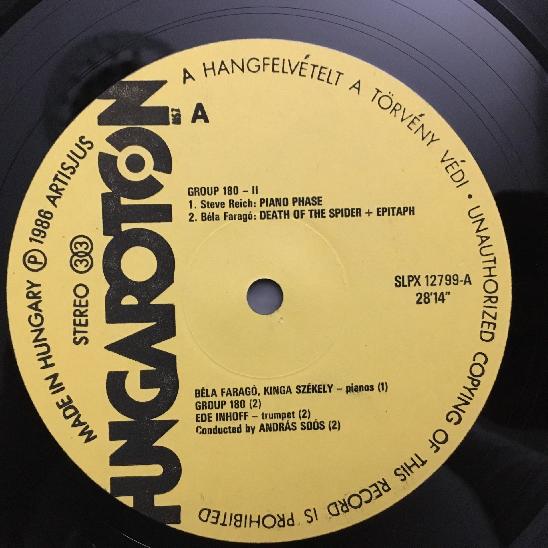 A HANGFELVÉTELT A TÖRVÉNY VÉDI • UNAUTHORIZED COPYING OF THIS RECORD IS PROHIBITED
MADE IN HUNGARY Ⓟ 1986 ARTISJUS
STEREO 33
HUNGAROTON
A
GROUP 180 – II
1. Steve Reich: PIANO PHASE
2. Béla Faragó: DEATH OF THE SPIDER + EPITAPH
SLPX 12799-A
28'14"
BÉLA FARAGÓ, KINGA SZÉKELY – pianos (1)
GROUP 180 (2)
EDE INHOFF – trumpet (2)
Conducted by ANDRÁS SOÓS (2)